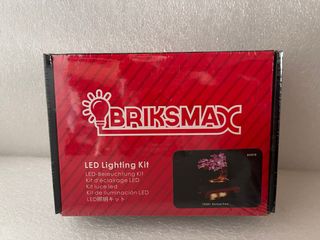 BRIKSMAX
LED Lighting Kit
LED-Beleuchtung Kit
Kit d'éclairage LED
Kit luce led
Kit de iluminación LED
LED照明キット